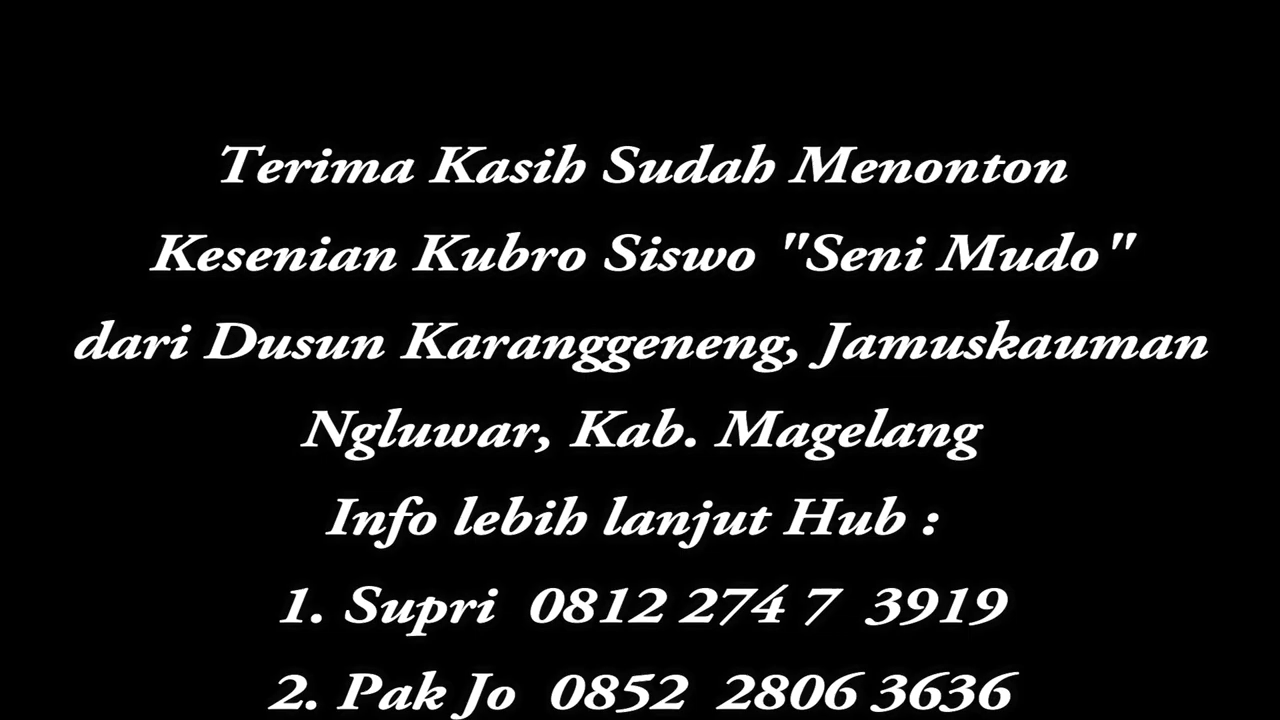 Terima Kasih Sudah Menonton
Kesenian Kubro Siswo "Seni Mudo"
dari Dusun Karanggeneng, Jamuskauman
Ngluwar, Kab. Magelang
Info lebih lanjut Hub :
1. Supri 0812 274 7 3919
2. Pak Jo 0852 2806 3636